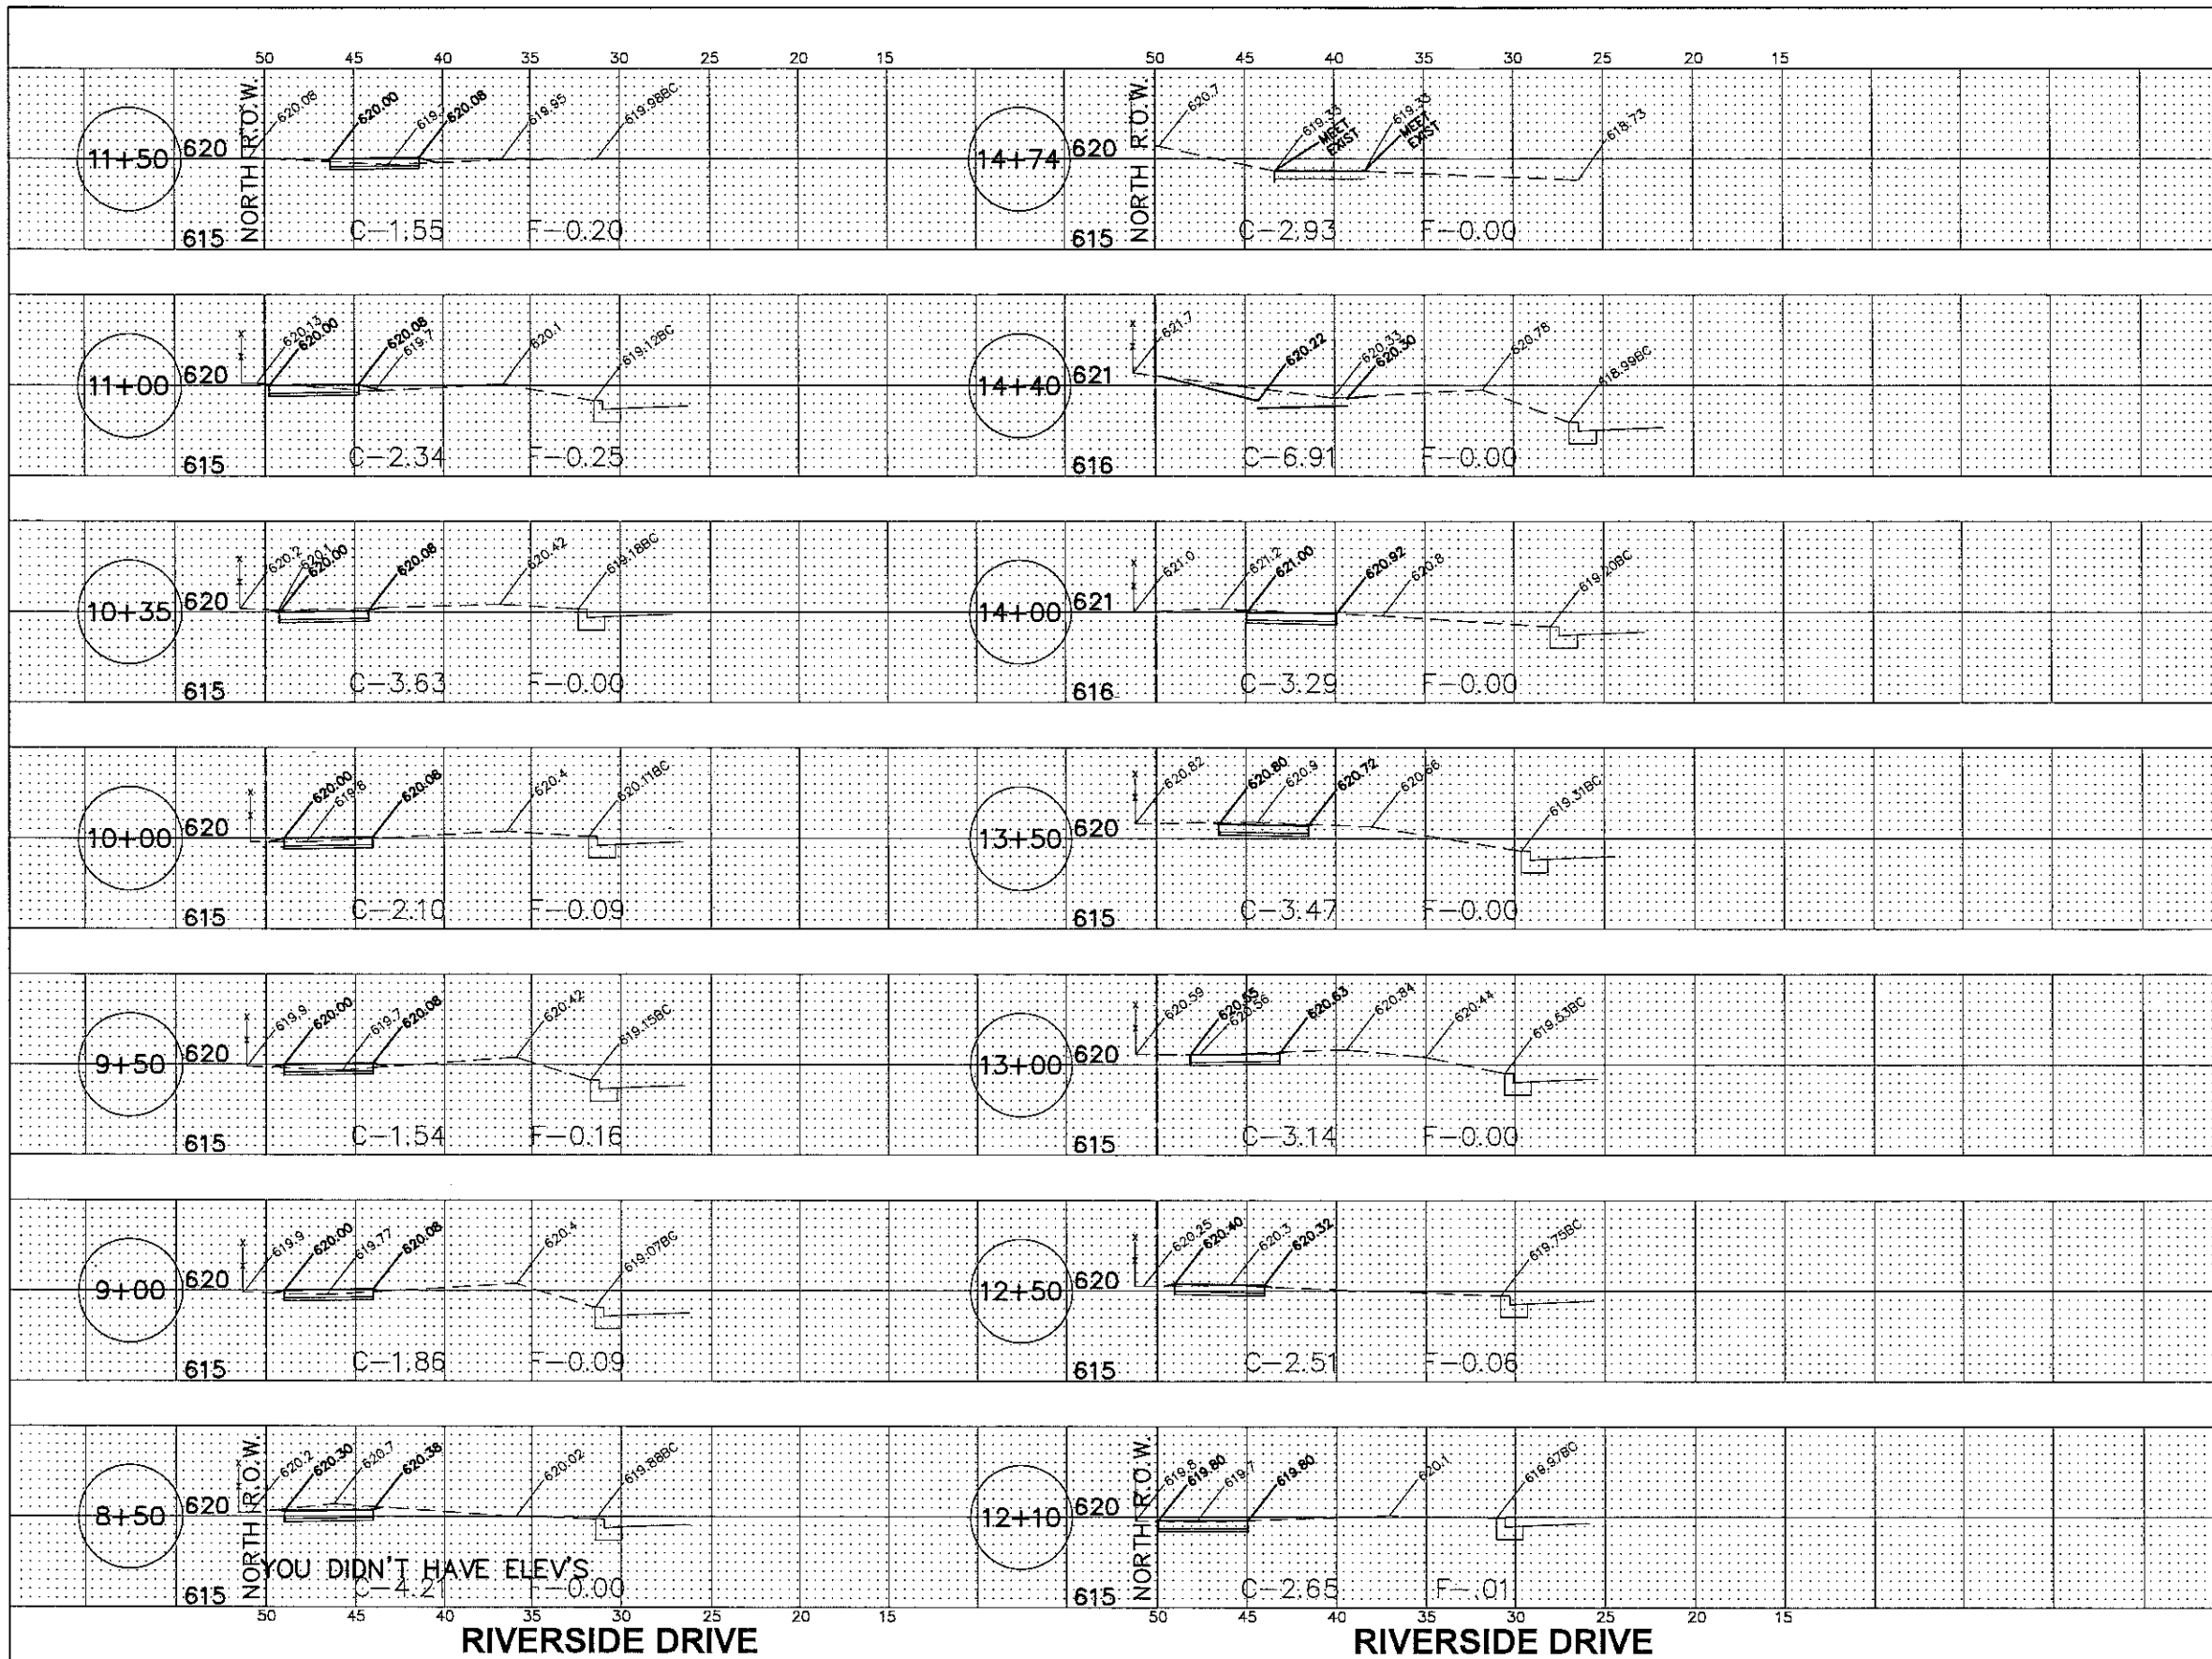 50 45 40 35 30 25 20 15
50 45 40 35 30 25 20 15
11+50
620
615
NORTH R.O.W.
620.08
620.00
620.08
619.95
619.98BC
C-1.55 F-0.20
14+74
620
615
NORTH R.O.W.
620.7
619.33
MEET
EXIST
619.33
MEET
EXIST
618.73
C-2.93 F-0.00
11+00
620
615
620.13
620.00
620.08
619.7
620.1
619.12BC
C-2.34 F-0.25
14+40
621
616
621.7
620.22
620.33
620.30
620.78
618.99BC
C-6.91 F-0.00
10+35
620
615
620.2
620.1
620.00
620.08
620.42
619.18BC
C-3.63 F-0.00
14+00
621
616
621.0
621.2
621.00
620.92
620.8
619.20BC
C-3.29 F-0.00
10+00
620
615
620.00
619.8
620.08
620.4
620.11BC
C-2.10 F-0.09
13+50
620
615
620.82
620.80
620.9
620.72
620.66
619.31BC
C-3.47 F-0.00
9+50
620
615
619.9
620.00
619.7
620.08
620.42
619.15BC
C-1.54 F-0.16
13+00
620
615
620.59
620.55
620.56
620.63
620.84
620.44
619.53BC
C-3.14 F-0.00
9+00
620
615
619.9
620.00
619.77
620.08
620.4
619.07BC
C-1.86 F-0.09
12+50
620
615
620.25
620.40
620.3
620.32
619.75BC
C-2.51 F-0.06
8+50
620
615
NORTH R.O.W.
620.2
620.30
620.7
620.38
620.02
619.88BC
YOU DIDN'T HAVE ELEV'S
C-4.21 F-0.00
12+10
620
615
NORTH R.O.W.
619.8
619.80
619.7
619.80
620.1
619.97BC
C-2.65 F-.01
50 45 40 35 30 25 20 15
50 45 40 35 30 25 20 15
RIVERSIDE DRIVE
RIVERSIDE DRIVE